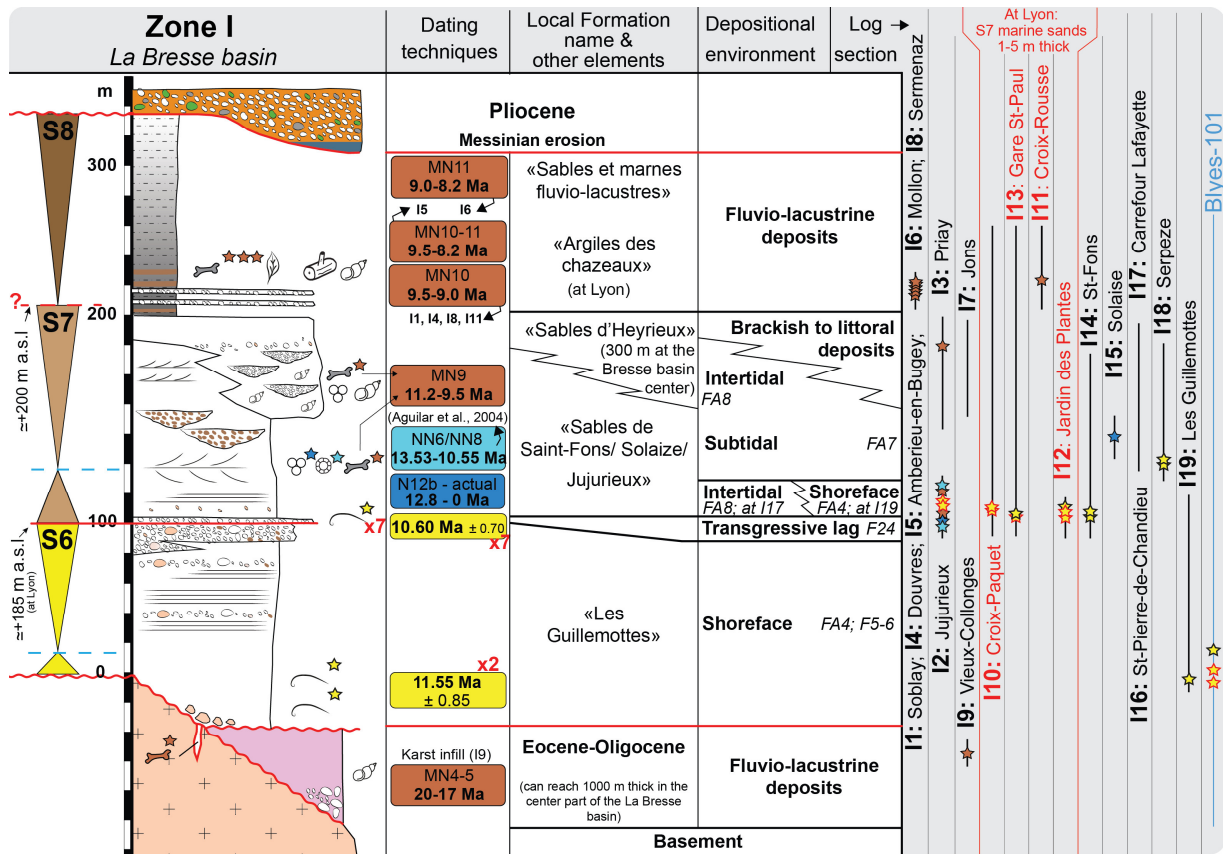 Zone I
La Bresse basin
Dating
techniques
Local Formation
name &
other elements
Depositional
environment
Log
section
At Lyon:
S7 marine sands
1-5 m thick
m
300
200
100
0
S8
?
S7
S6
≃+200 m a.s.l
≃+185 m a.s.l
(at Lyon)
MN11
9.0-8.2 Ma
I5 I6
MN10-11
9.5-8.2 Ma
MN10
9.5-9.0 Ma
I1, I4, I8, I11
MN9
11.2-9.5 Ma
(Aguilar et al., 2004)
NN6/NN8
13.53-10.55 Ma
N12b - actual
12.8 - 0 Ma
x7
10.60 Ma ± 0.70
x7
x2
11.55 Ma
± 0.85
Karst infill (I9)
MN4-5
20-17 Ma
Pliocene
Messinian erosion
«Sables et marnes
fluvio-lacustres»
«Argiles des
chazeaux»
(at Lyon)
«Sables d’Heyrieux»
(300 m at the
Bresse basin
center)
«Sables de
Saint-Fons/ Solaize/
Jujurieux»
«Les
Guillemottes»
Eocene-Oligocene
(can reach 1000 m thick in the
center part of the La Bresse
basin)
Fluvio-lacustrine
deposits
Brackish to littoral
deposits
Intertidal
FA8
Subtidal
FA7
Intertidal
FA8; at I17
Shoreface
FA4; at I19
Transgressive lag F24
Shoreface
FA4; F5-6
Fluvio-lacustrine
deposits
Basement
I1: Soblay; I4: Douvres; I5: Amberieu-en-Bugey; I6: Mollon; I8: Sermenaz
I2: Jujurieux
I3: Priay
I9: Vieux-Collonges
I7: Jons
I10: Croix-Paquet
I13: Gare St-Paul
I11: Croix-Rousse
I12: Jardin des Plantes
I14: St-Fons
I15: Solaise
I16: St-Pierre-de-Chandieu
I17: Carrefour Lafayette
I18: Serpeze
I19: Les Guillemottes
Blyes-101